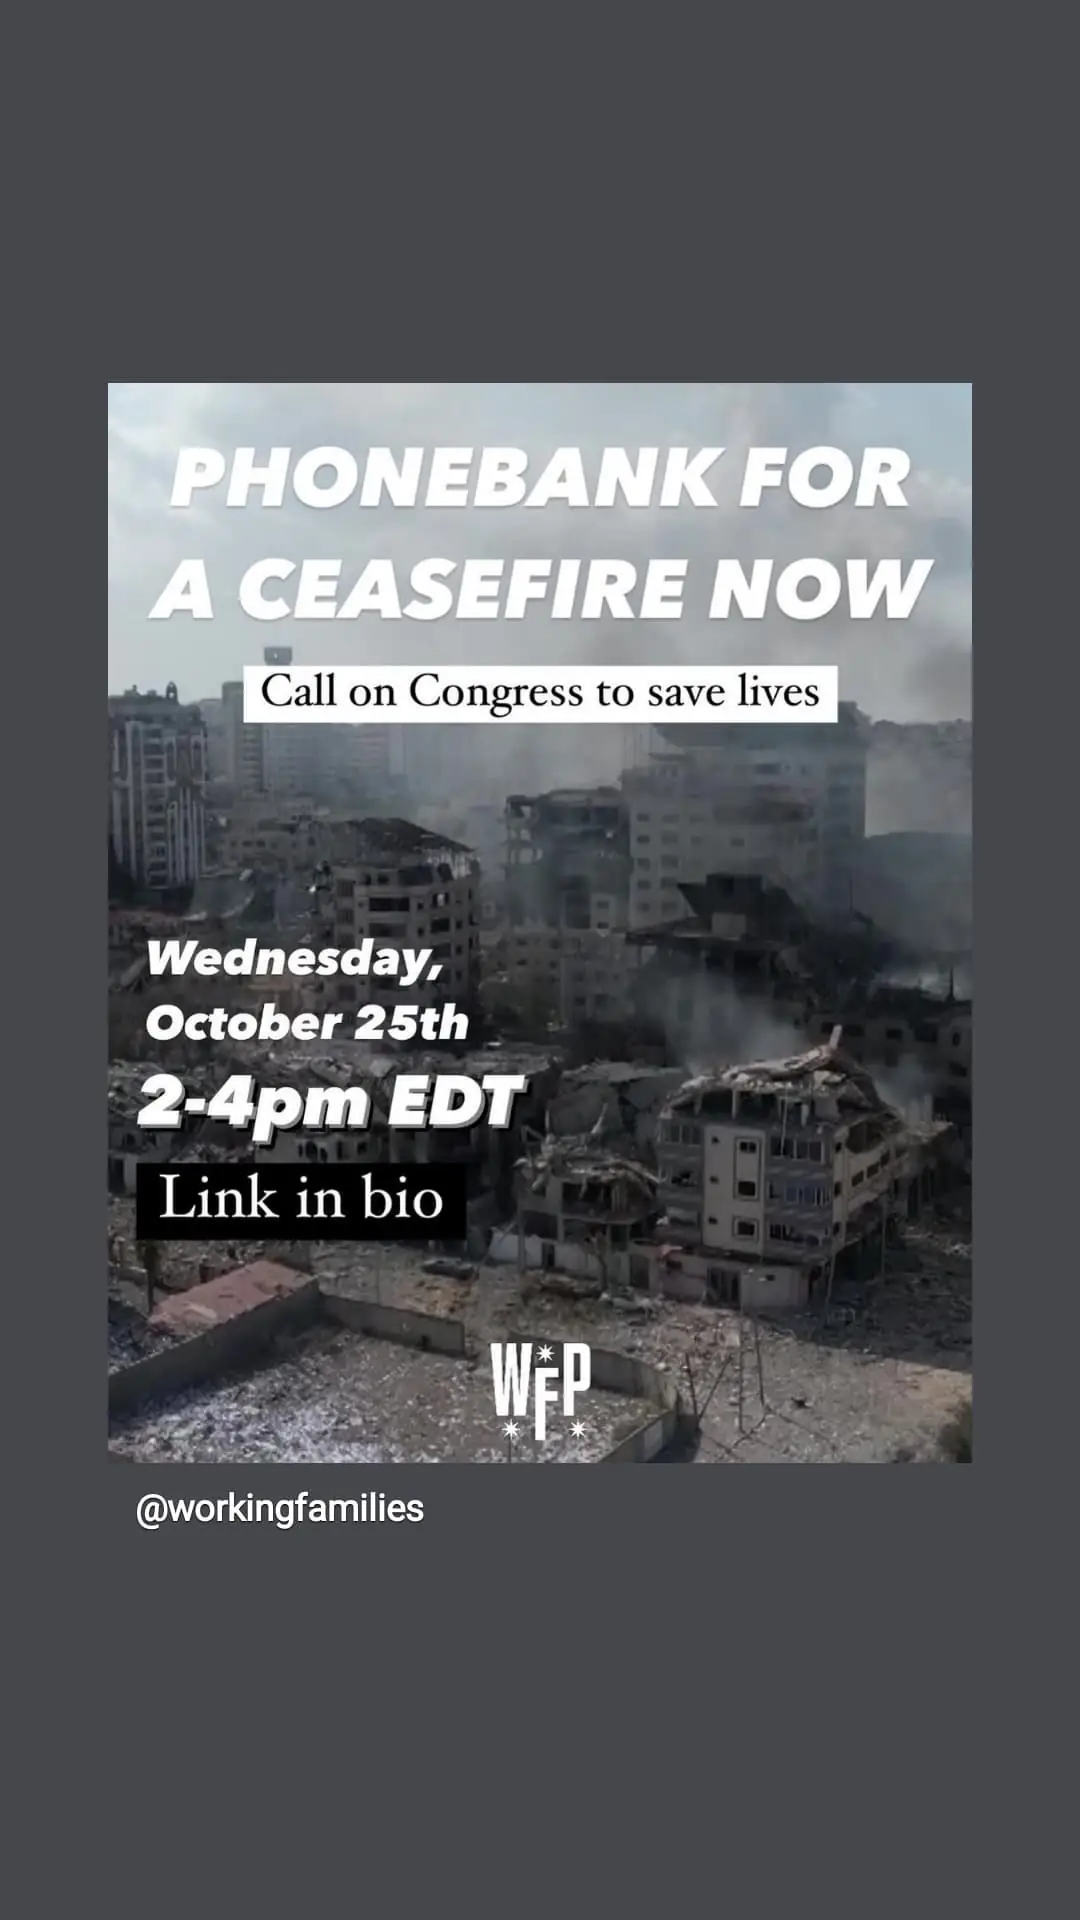 PHONEBANK FOR
A CEASEFIRE NOW
Call on Congress to save lives
Wednesday,
October 25th
2-4pm EDT
Link in bio
WFP
@workingfamilies